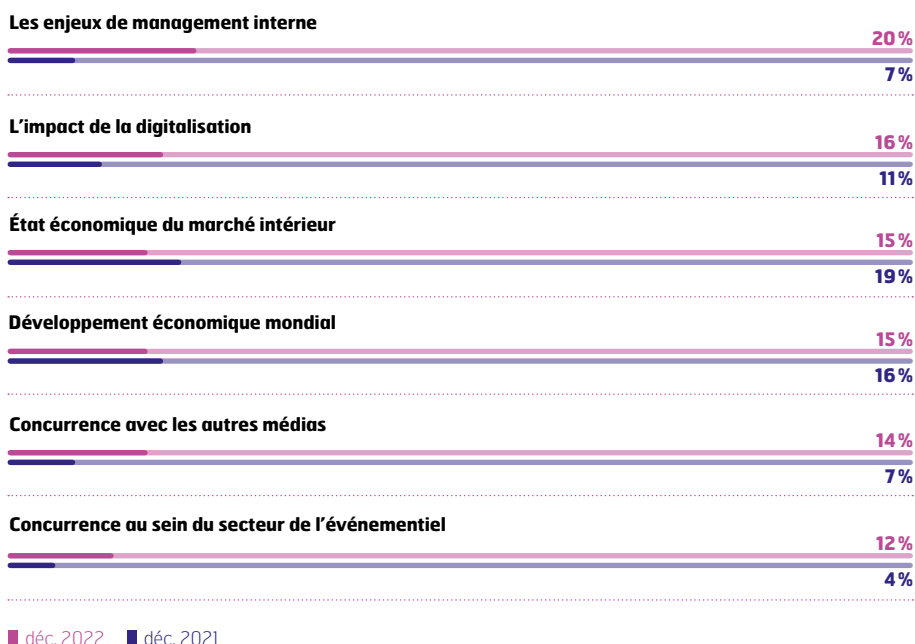 Les enjeux de management interne
20 %
7 %
L'impact de la digitalisation
16 %
11 %
État économique du marché intérieur
15 %
19 %
Développement économique mondial
15 %
16 %
Concurrence avec les autres médias
14 %
7 %
Concurrence au sein du secteur de l'événementiel
12 %
4 %
déc. 2022 déc. 2021